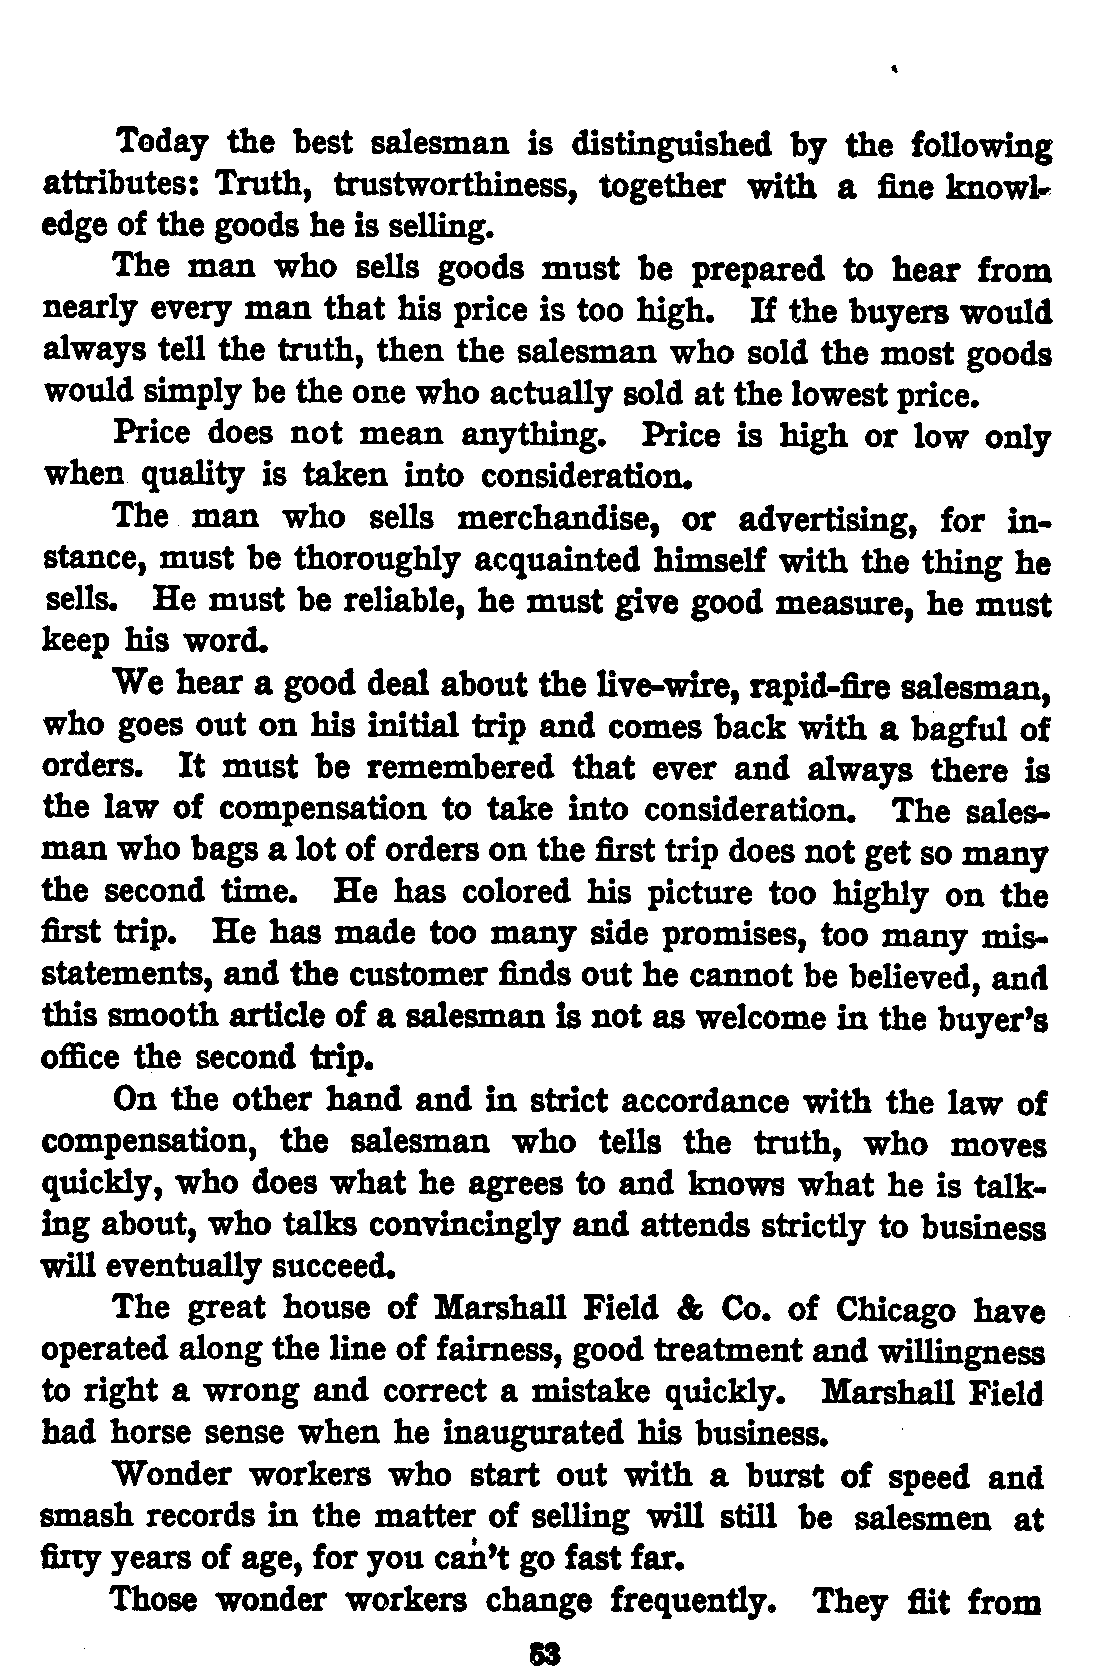 Today the best salesman is distinguished by the following
attributes: Truth, trustworthiness, together with a fine knowl-
edge of the goods he is selling.
The man who sells goods must be prepared to hear from
nearly every man that his price is too high. If the buyers would
always tell the truth, then the salesman who sold the most goods
would simply be the one who actually sold at the lowest price.
Price does not mean anything. Price is high or low only
when quality is taken into consideration.
The man who sells merchandise, or advertising, for in-
stance, must be thoroughly acquainted himself with the thing he
sells. He must be reliable, he must give good measure, he must
keep his word.
We hear a good deal about the live-wire, rapid-fire salesman,
who goes out on his initial trip and comes back with a bagful of
orders. It must be remembered that ever and always there is
the law of compensation to take into consideration. The sales-
man who bags a lot of orders on the first trip does not get so many
the second time. He has colored his picture too highly on the
first trip. He has made too many side promises, too many mis-
statements, and the customer finds out he cannot be believed, and
this smooth article of a salesman is not as welcome in the buyer's
office the second trip.
On the other hand and in strict accordance with the law of
compensation, the salesman who tells the truth, who moves
quickly, who does what he agrees to and knows what he is talk-
ing about, who talks convincingly and attends strictly to business
will eventually succeed.
The great house of Marshall Field & Co. of Chicago have
operated along the line of fairness, good treatment and willingness
to right a wrong and correct a mistake quickly. Marshall Field
had horse sense when he inaugurated his business.
Wonder workers who start out with a burst of speed and
smash records in the matter of selling will still be salesmen at
fifty years of age, for you can't go fast far.
Those wonder workers change frequently. They flit from
53